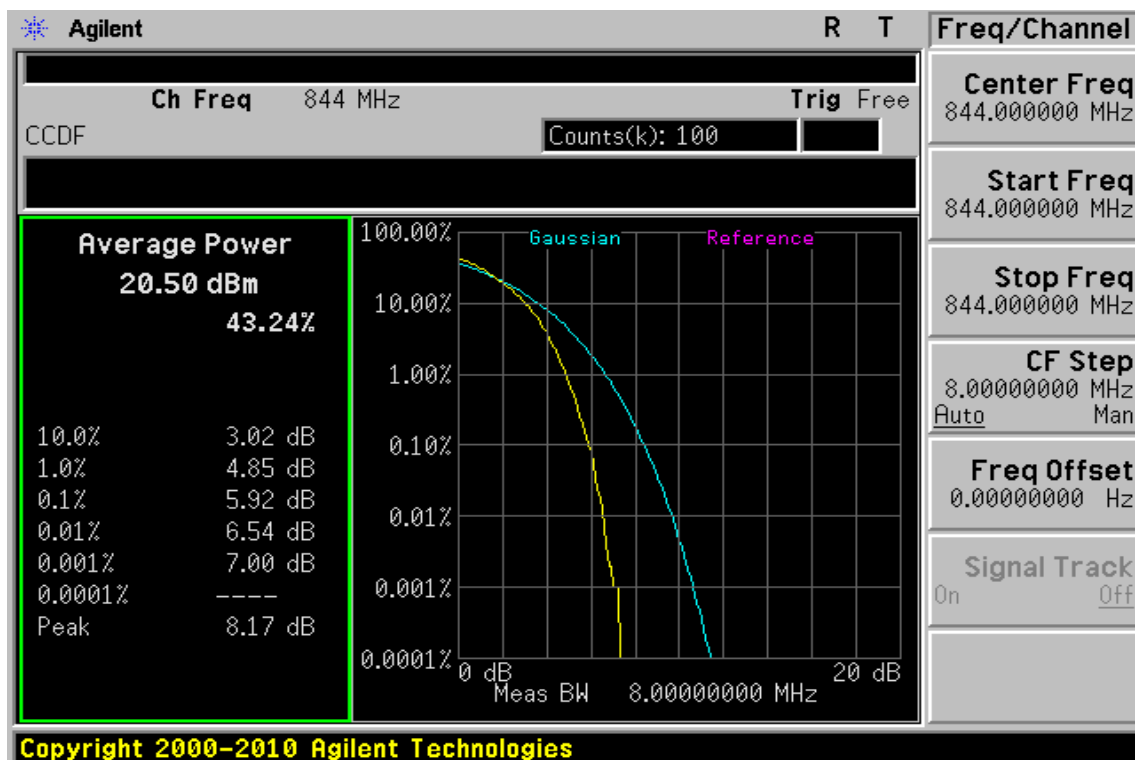 Agilent R T
Freq/Channel
Ch Freq 844 MHz Trig Free
CCDF Counts(k): 100
Average Power
20.50 dBm
43.24%
10.0% 3.02 dB
1.0% 4.85 dB
0.1% 5.92 dB
0.01% 6.54 dB
0.001% 7.00 dB
0.0001% ----
Peak 8.17 dB
Gaussian Reference
100.00%
10.00%
1.00%
0.10%
0.01%
0.001%
0.0001%
0 dB 20 dB
Meas BW 8.00000000 MHz
Center Freq
844.000000 MHz
Start Freq
844.000000 MHz
Stop Freq
844.000000 MHz
CF Step
8.00000000 MHz
Auto Man
Freq Offset
0.00000000 Hz
Signal Track
On Off
Copyright 2000-2010 Agilent Technologies